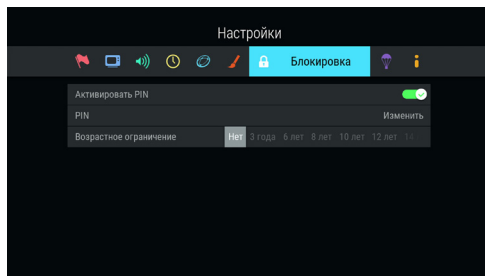 Настройки
Блокировка
Активировать PIN
PIN Изменить
Возрастное ограничение Нет 3 года 6 лет 8 лет 10 лет 12 лет 14